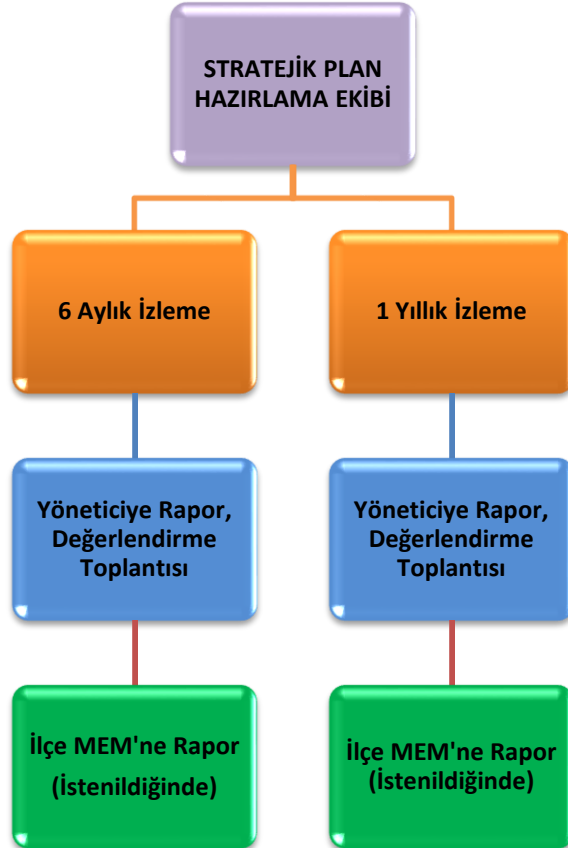 STRATEJİK PLAN
HAZIRLAMA EKİBİ
6 Aylık İzleme
1 Yıllık İzleme
Yöneticiye Rapor,
Değerlendirme
Toplantısı
Yöneticiye Rapor,
Değerlendirme
Toplantısı
İlçe MEM'ne Rapor
(İstenildiğinde)
İlçe MEM'ne Rapor
(İstenildiğinde)